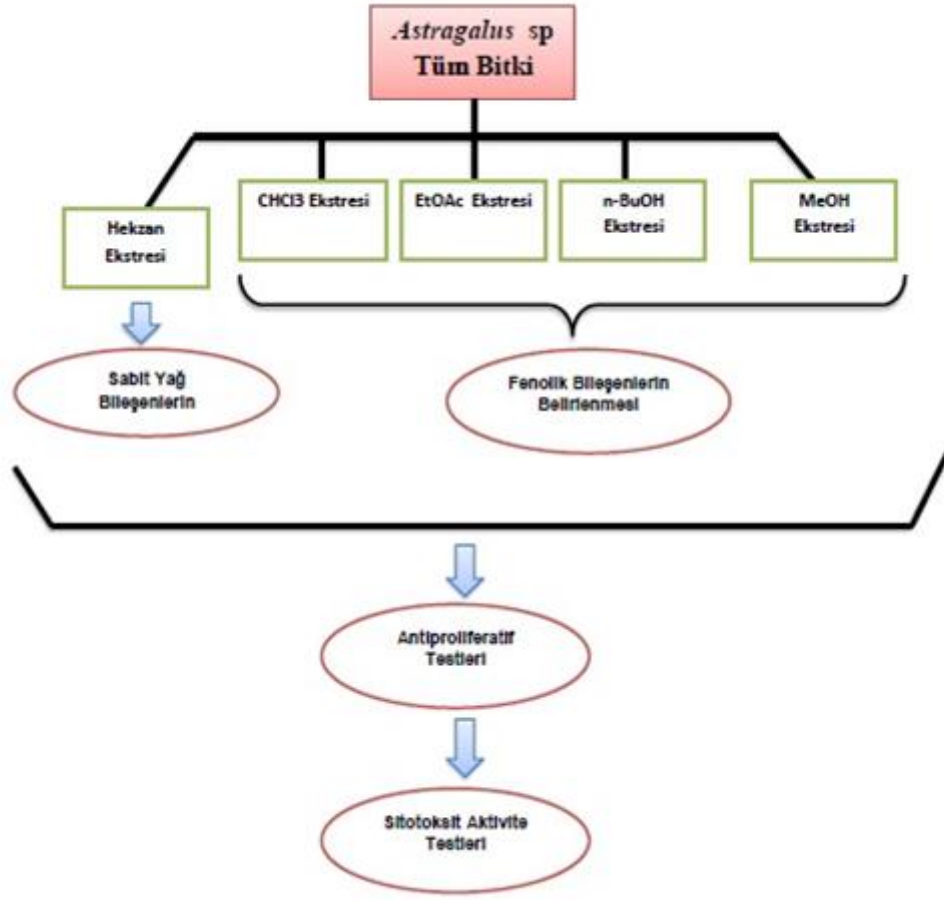 Astragalus sp
Tüm Bitki
Hekzan
Ekstresi
CHCl3 Ekstresi
EtOAc Ekstresi
n-BuOH
Ekstresi
MeOH
Ekstresi
Sabit Yağ
Bileşenlerin
Fenolik Bileşenlerin
Belirlenmesi
Antiproliferatif
Testleri
Sitotoksit Aktivite
Testleri